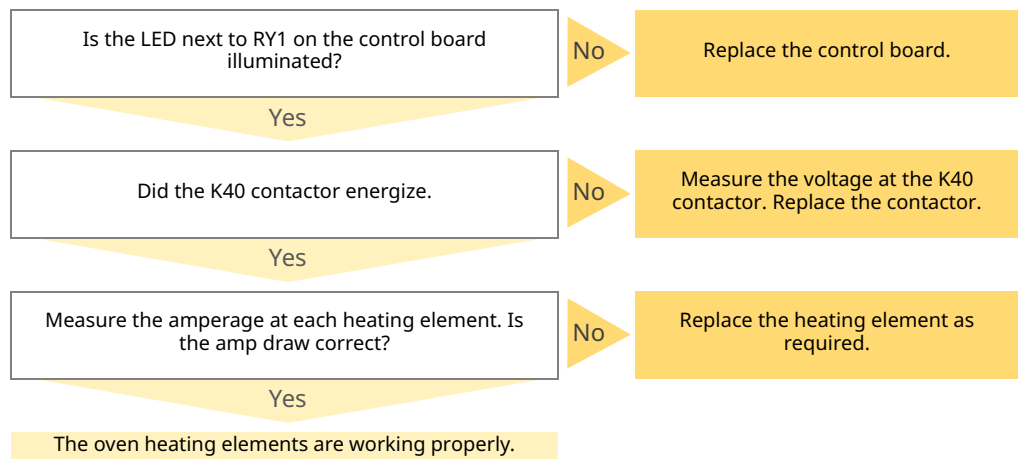 Is the LED next to RY1 on the control board
illuminated?
No
Replace the control board.
Yes
Did the K40 contactor energize.
No
Measure the voltage at the K40
contactor. Replace the contactor.
Yes
Measure the amperage at each heating element. Is
the amp draw correct?
No
Replace the heating element as
required.
Yes
The oven heating elements are working properly.